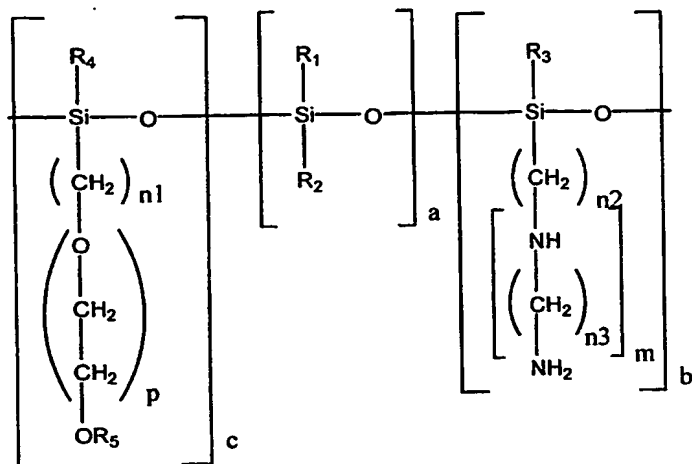 R₄ R₁ R₃
Si O Si O Si O
(CH₂) n1 R₂ (CH₂) n2
a
O NH
CH₂ (CH₂) n3
CH₂ p NH₂ m
b
OR₅ c